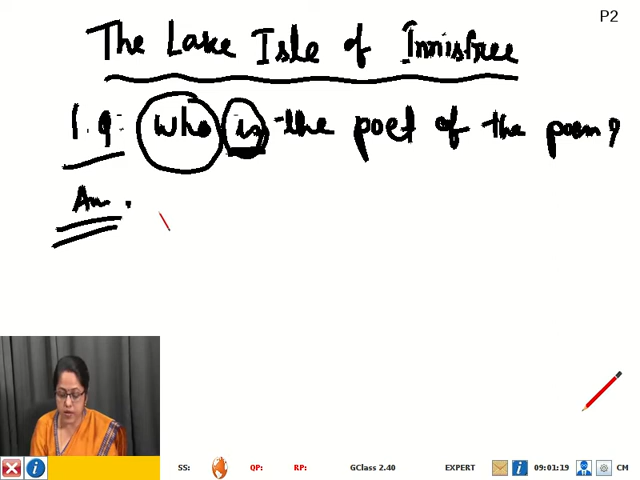 P2
The Lake Isle of Innisfree
1. Q: Who is the poet of the poem?
An.
SS: QP: RP: GClass 2.40 EXPERT 09:01:19 CM